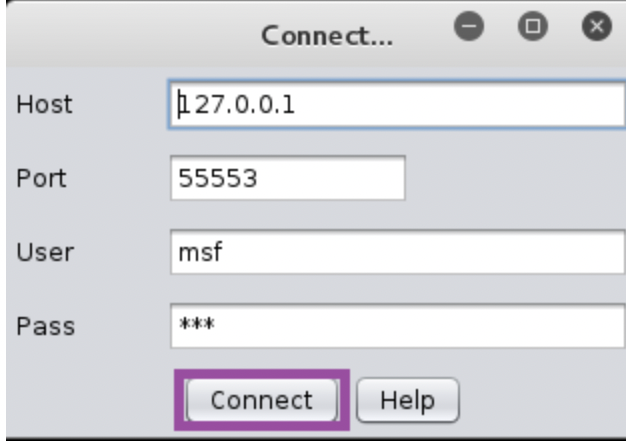 Connect...
Host 127.0.0.1
Port 55553
User msf
Pass ***
Connect Help